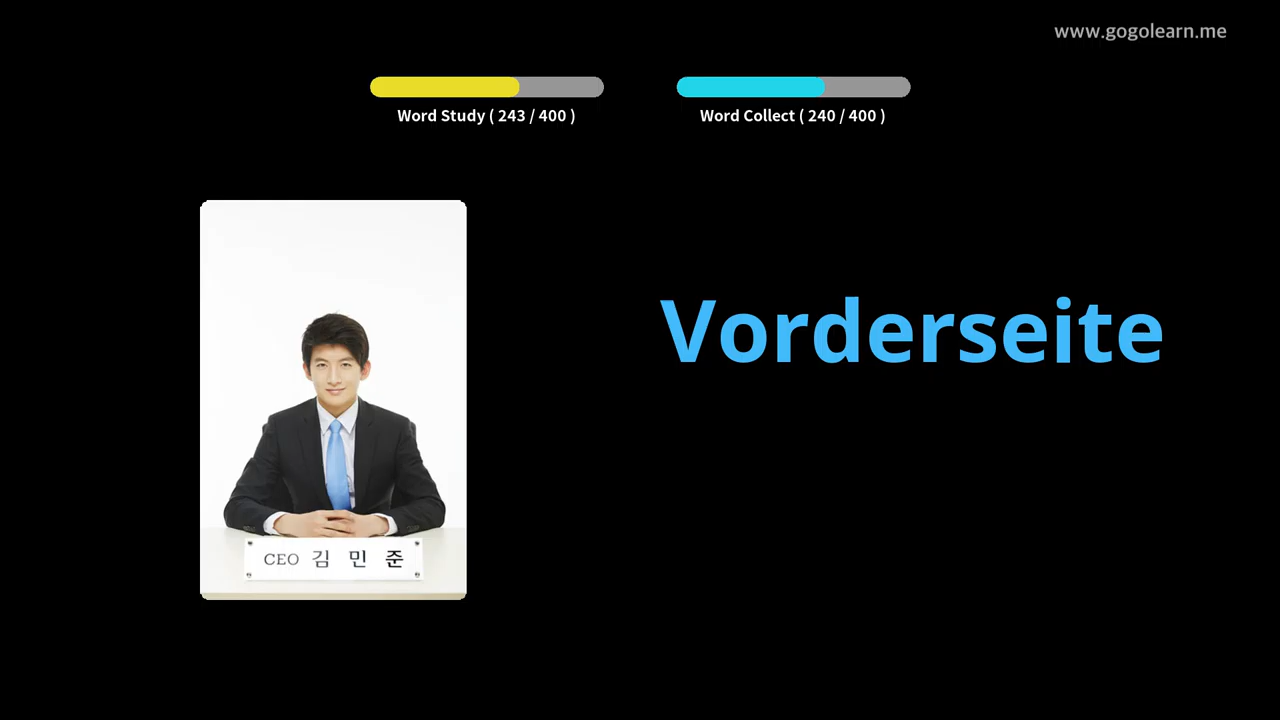 www.gogolearn.me
Word Study ( 243 / 400 )
Word Collect ( 240 / 400 )
Vorderseite
CEO 김 민 준